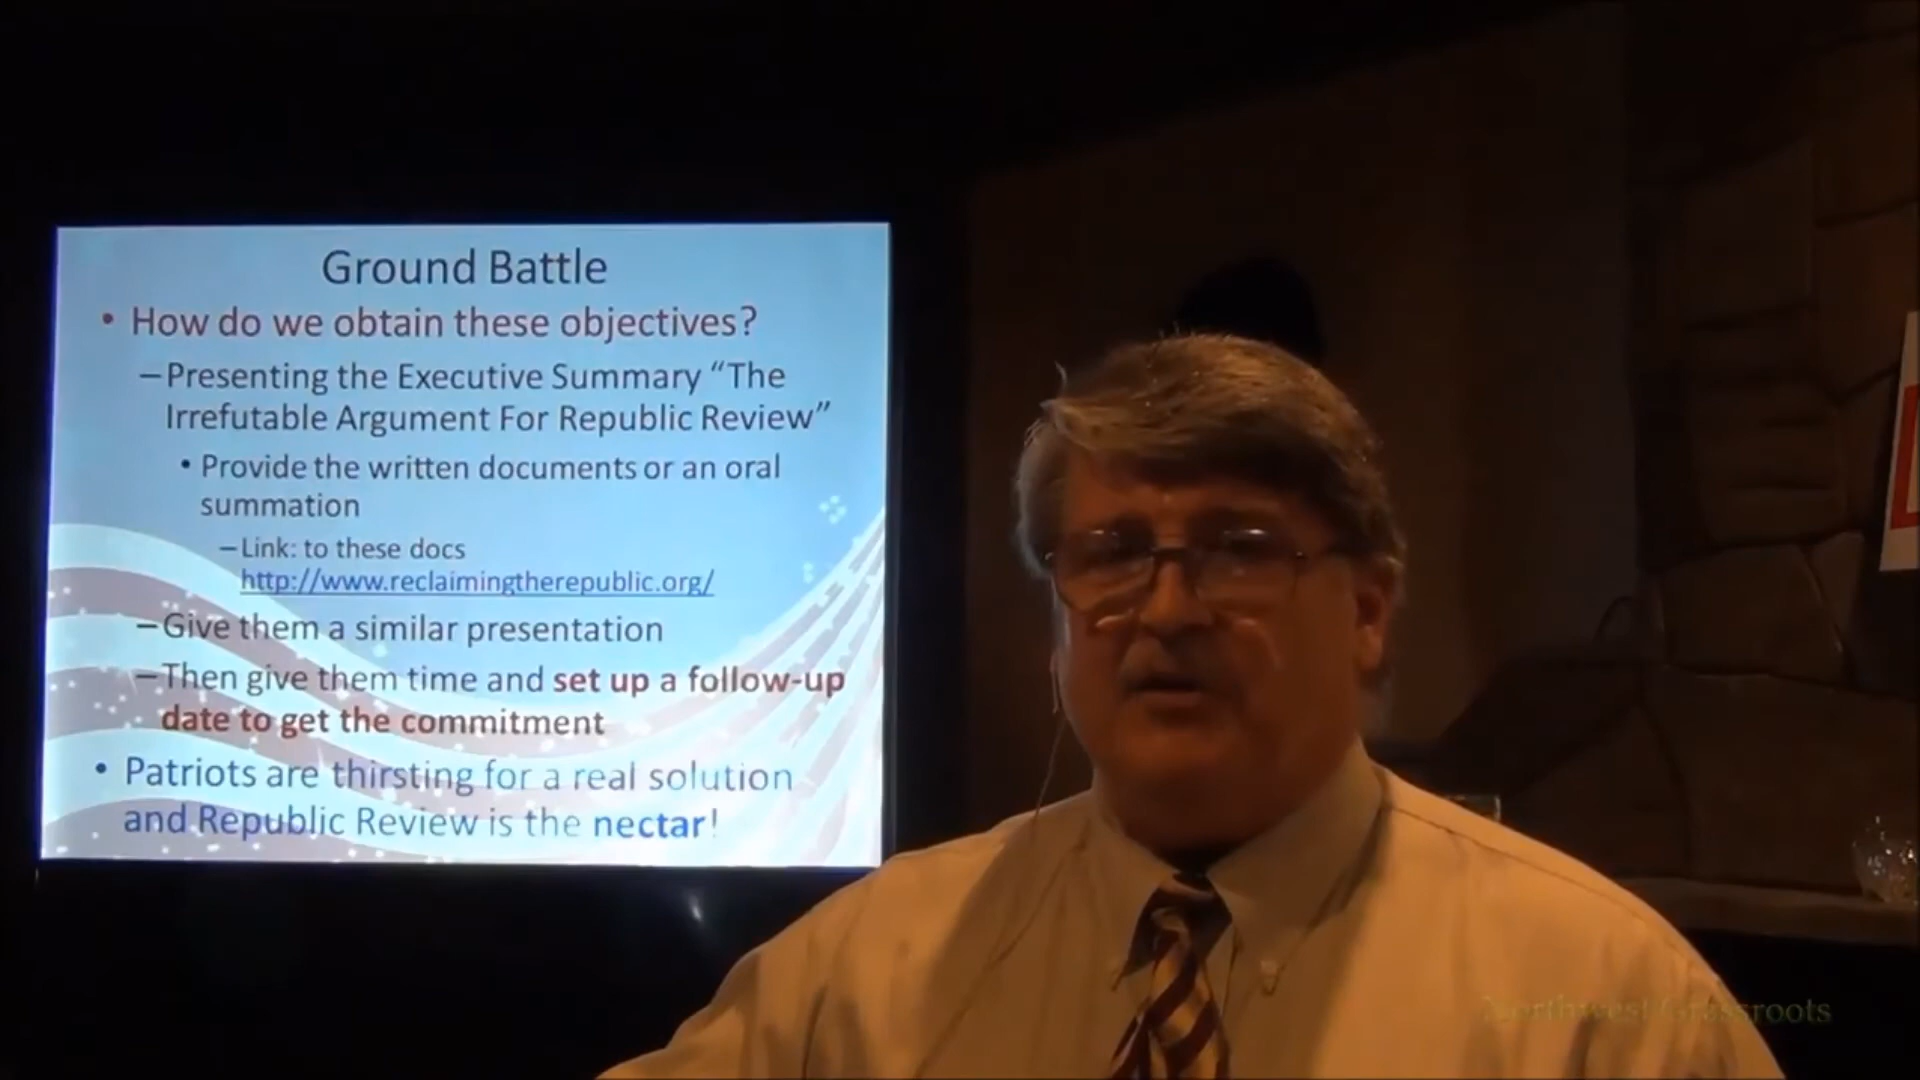 Ground Battle
• How do we obtain these objectives?
– Presenting the Executive Summary “The
Irrefutable Argument For Republic Review”
• Provide the written documents or an oral
summation
– Link: to these docs
http://www.reclaimingtherepublic.org/
– Give them a similar presentation
– Then give them time and set up a follow-up
date to get the commitment
• Patriots are thirsting for a real solution
and Republic Review is the nectar!
Northwest Grassroots